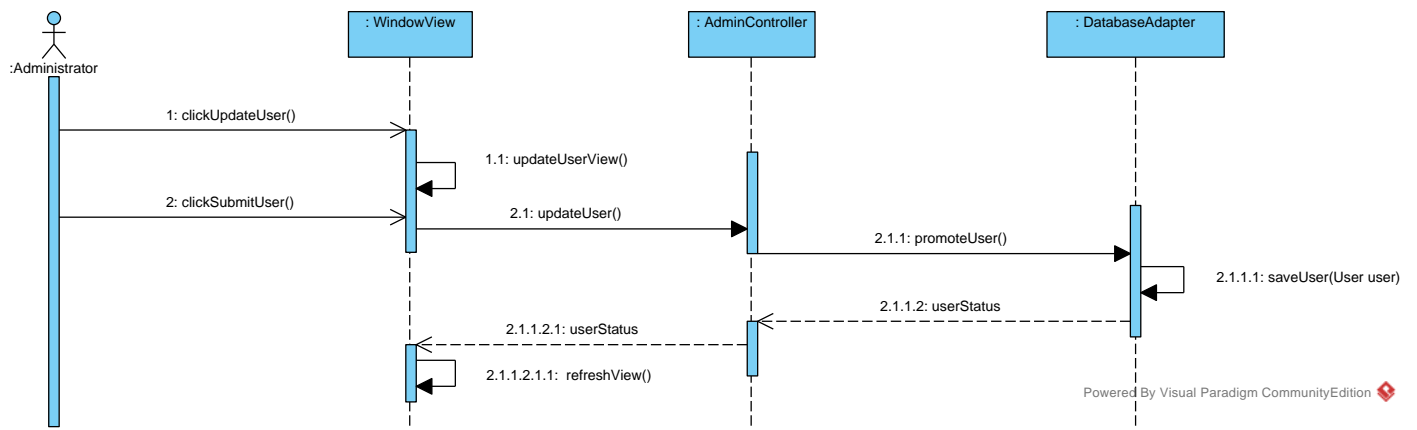 : WindowView
: AdminController
: DatabaseAdapter
:Administrator
1: clickUpdateUser()
1.1: updateUserView()
2: clickSubmitUser()
2.1: updateUser()
2.1.1: promoteUser()
2.1.1.1: saveUser(User user)
2.1.1.2: userStatus
2.1.1.2.1: userStatus
2.1.1.2.1.1: refreshView()
Powered By Visual Paradigm CommunityEdition